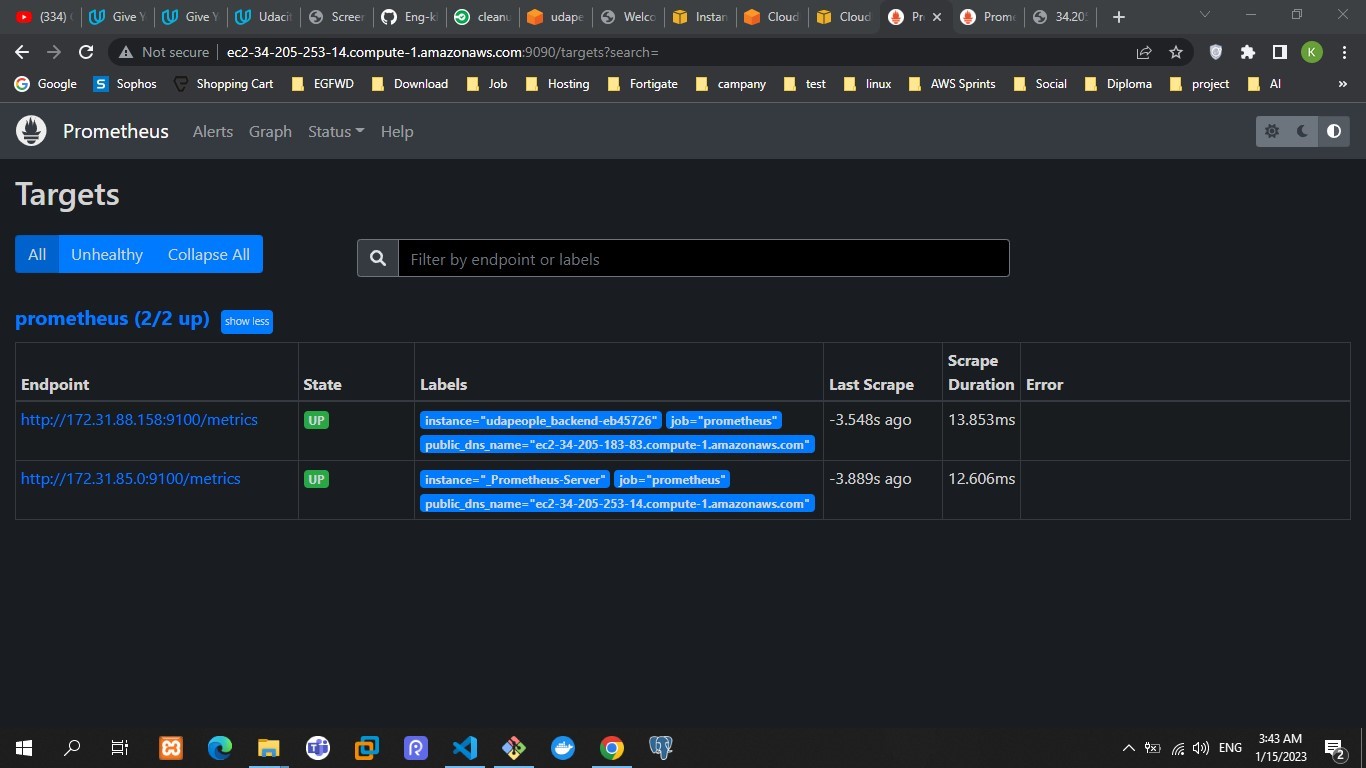 (334) Give Y Give Y Udacit Screen Eng-kl cleanu udape Welco Instan Cloud Cloud Pr Prome 34.205
Not secure ec2-34-205-253-14.compute-1.amazonaws.com:9090/targets?search= K
Google Sophos Shopping Cart EGFWD Download Job Hosting Fortigate campany test linux AWS Sprints Social Diploma project AI »
Prometheus Alerts Graph Status Help
Targets
All Unhealthy Collapse All Filter by endpoint or labels
prometheus (2/2 up) show less
Endpoint State Labels Last Scrape Scrape Duration Error
http://172.31.88.158:9100/metrics UP instance="udapeople_backend-eb45726" job="prometheus" -3.548s ago 13.853ms
public_dns_name="ec2-34-205-183-83.compute-1.amazonaws.com"
http://172.31.85.0:9100/metrics UP instance="_Prometheus-Server" job="prometheus" -3.889s ago 12.606ms
public_dns_name="ec2-34-205-253-14.compute-1.amazonaws.com"
ENG 3:43 AM
1/15/2023 2